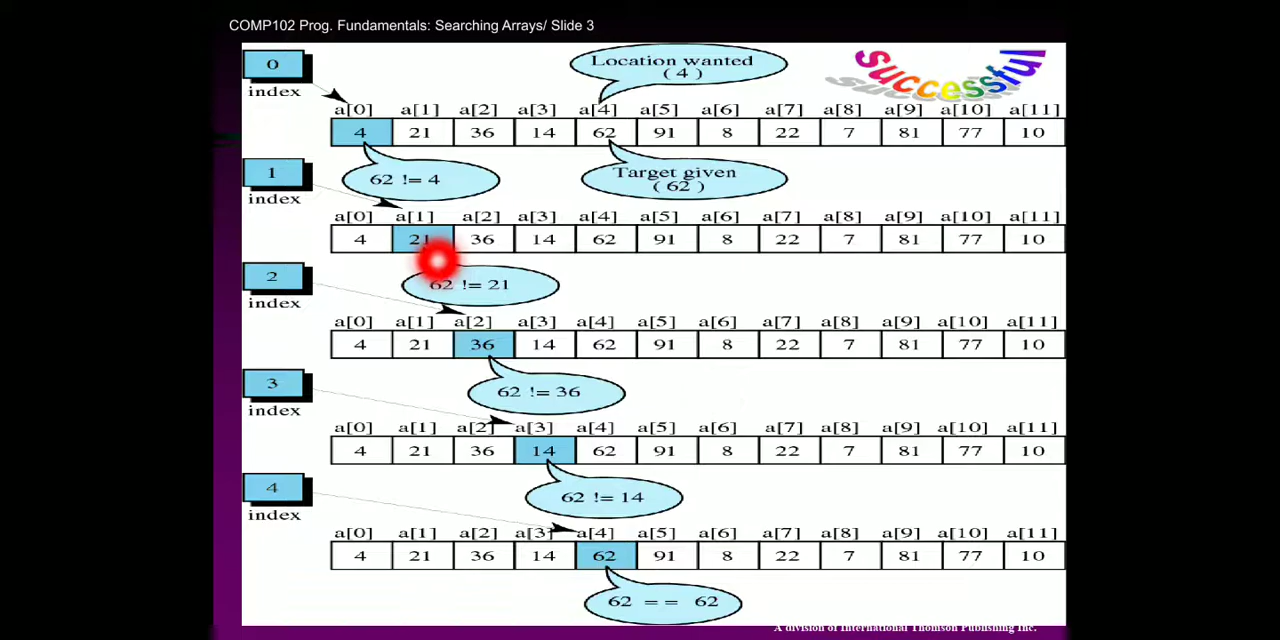 COMP102 Prog. Fundamentals: Searching Arrays/ Slide 3
0
index
Location wanted
( 4 )
successful
a[0] a[1] a[2] a[3] a[4] a[5] a[6] a[7] a[8] a[9] a[10] a[11]
4 21 36 14 62 91 8 22 7 81 77 10
62 != 4
Target given
( 62 )
1
index
a[0] a[1] a[2] a[3] a[4] a[5] a[6] a[7] a[8] a[9] a[10] a[11]
4 21 36 14 62 91 8 22 7 81 77 10
62 != 21
2
index
a[0] a[1] a[2] a[3] a[4] a[5] a[6] a[7] a[8] a[9] a[10] a[11]
4 21 36 14 62 91 8 22 7 81 77 10
62 != 36
3
index
a[0] a[1] a[2] a[3] a[4] a[5] a[6] a[7] a[8] a[9] a[10] a[11]
4 21 36 14 62 91 8 22 7 81 77 10
62 != 14
4
index
a[0] a[1] a[2] a[3] a[4] a[5] a[6] a[7] a[8] a[9] a[10] a[11]
4 21 36 14 62 91 8 22 7 81 77 10
62 = = 62
A division of International Thomson Publishing Inc.